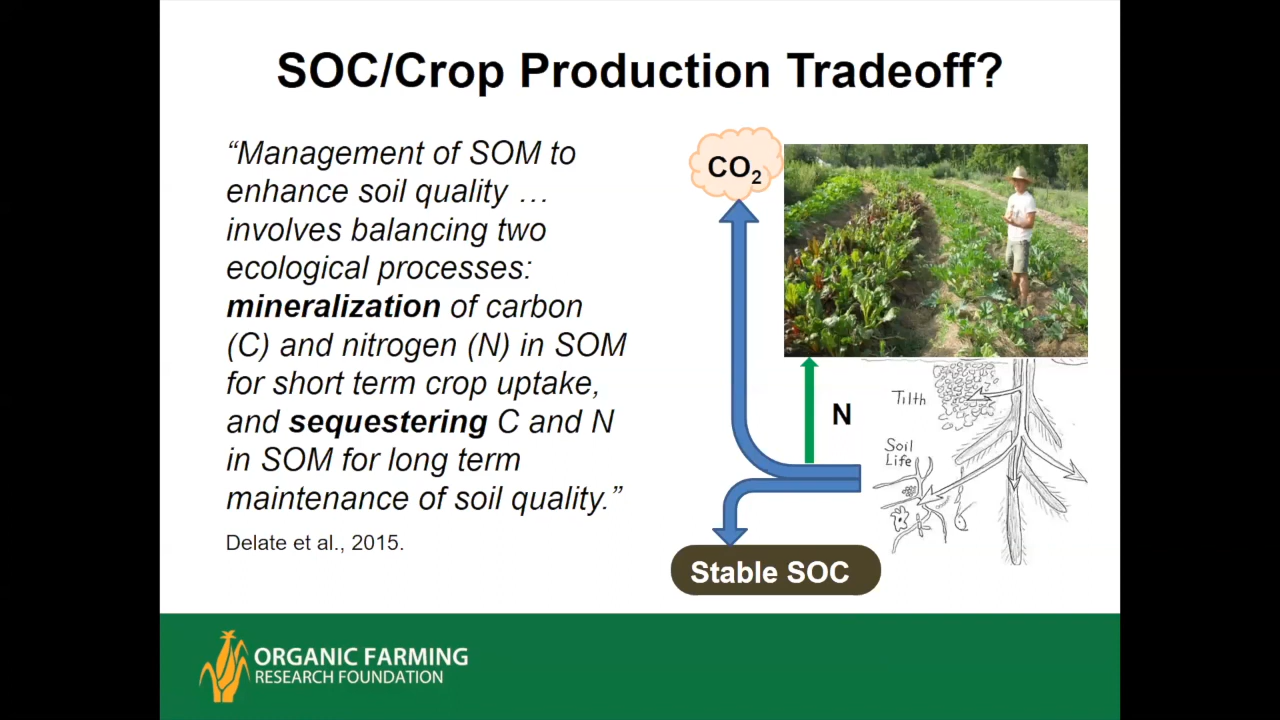 SOC/Crop Production Tradeoff?
“Management of SOM to
enhance soil quality …
involves balancing two
ecological processes:
mineralization of carbon
(C) and nitrogen (N) in SOM
for short term crop uptake,
and sequestering C and N
in SOM for long term
maintenance of soil quality.”
Delate et al., 2015.
CO₂
N
Tilth
Soil
Life
Stable SOC
ORGANIC FARMING
RESEARCH FOUNDATION